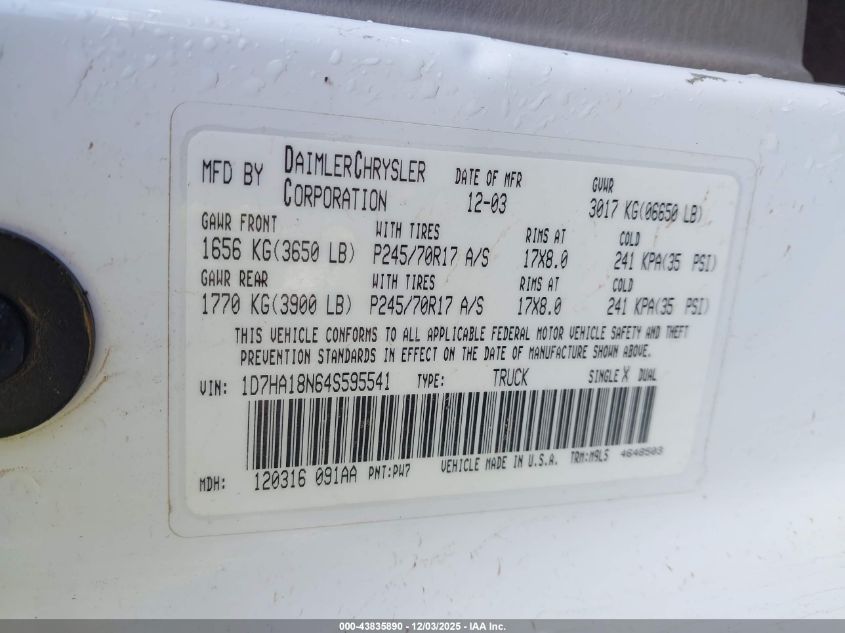 MFD BY DAIMLERCHRYSLER CORPORATION DATE OF MFR 12-03 GVWR 3017 KG(06650 LB)
GAWR FRONT WITH TIRES RIMS AT COLD
1656 KG(3650 LB) P245/70R17 A/S 17X8.0 241 KPA(35 PSI)
GAWR REAR WITH TIRES RIMS AT COLD
1770 KG(3900 LB) P245/70R17 A/S 17X8.0 241 KPA(35 PSI)
THIS VEHICLE CONFORMS TO ALL APPLICABLE FEDERAL MOTOR VEHICLE SAFETY AND THEFT
PREVENTION STANDARDS IN EFFECT ON THE DATE OF MANUFACTURE SHOWN ABOVE.
VIN: 1D7HA18N64S595541 TYPE: TRUCK SINGLE X DUAL
MDH: 120316 091AA PNT:PW7 VEHICLE MADE IN U.S.A. TRM:M9L5 4648503
000-43835890 - 12/03/2025 - IAA Inc.